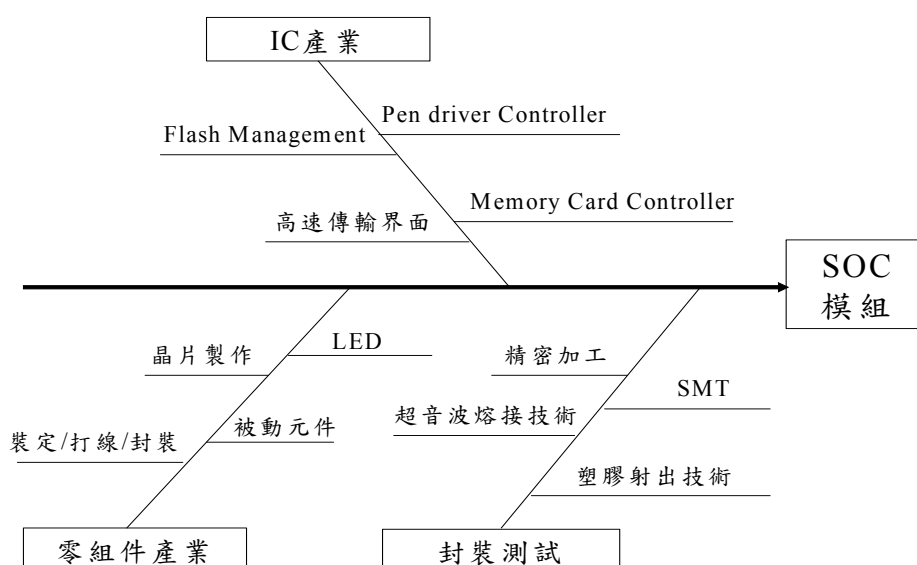 IC產業
Pen driver Controller
Flash Management
Memory Card Controller
高速傳輸界面
SOC
模組
LED
晶片製作
精密加工
SMT
超音波熔接技術
被動元件
裝定/打線/封裝
塑膠射出技術
零組件產業
封裝測試